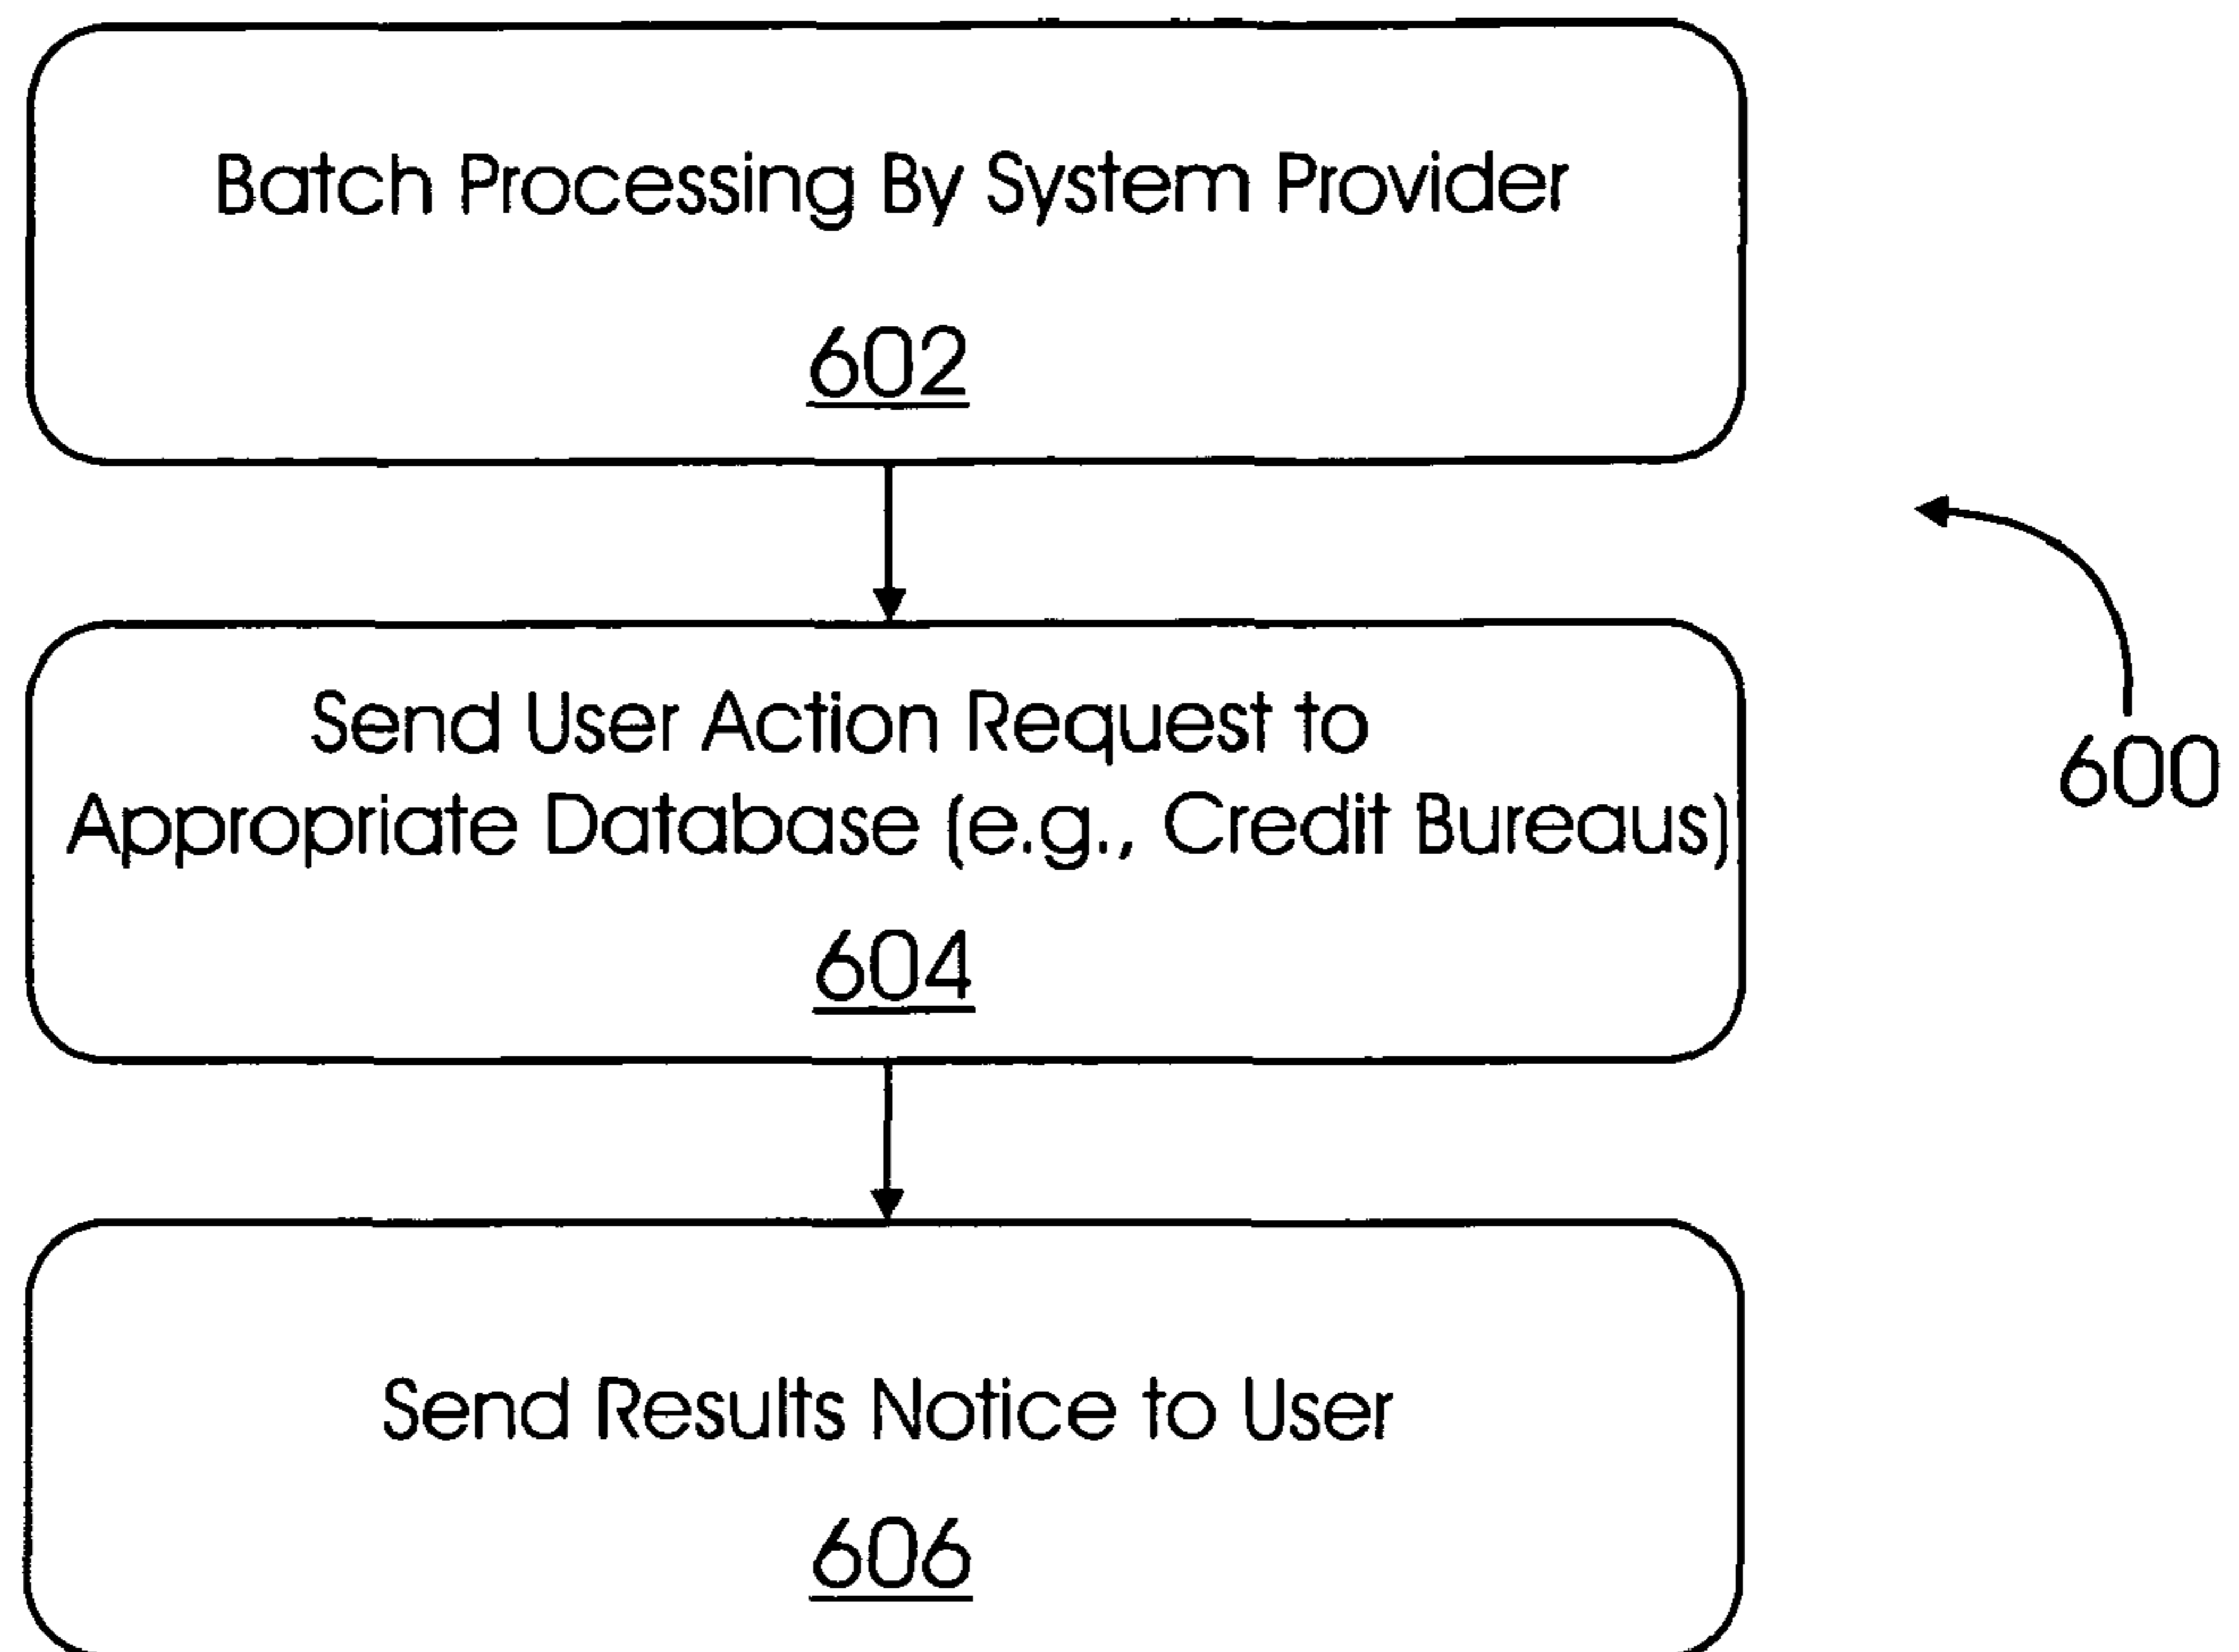 Batch Processing By System Provider
602
Send User Action Request to
Appropriate Database (e.g., Credit Bureaus)
604
600
Send Results Notice to User
606